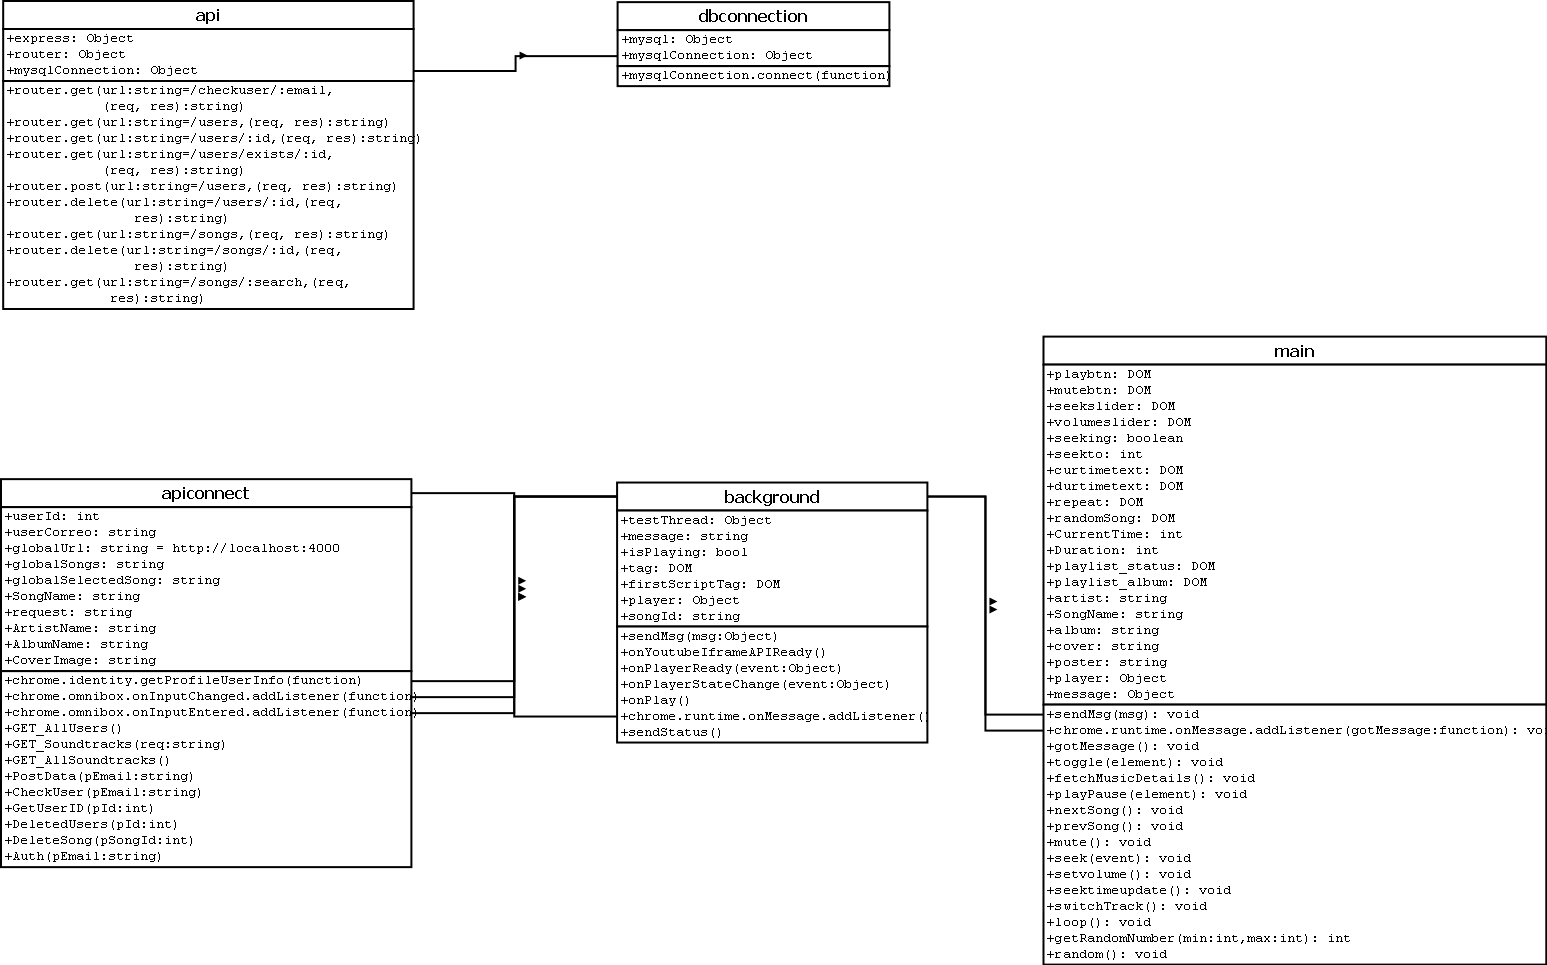 api
+express: Object
+router: Object
+mysqlConnection: Object
+router.get(url:string=/checkuser/:email,
(req, res):string)
+router.get(url:string=/users,(req, res):string)
+router.get(url:string=/users/:id,(req, res):string)
+router.get(url:string=/users/exists/:id,
(req, res):string)
+router.post(url:string=/users,(req, res):string)
+router.delete(url:string=/users/:id,(req,
res):string)
+router.get(url:string=/songs,(req, res):string)
+router.delete(url:string=/songs/:id,(req,
res):string)
+router.get(url:string=/songs/:search,(req,
res):string)
dbconnection
+mysql: Object
+mysqlConnection: Object
+mysqlConnection.connect(function)
apiconnect
+userId: int
+userCorreo: string
+globalUrl: string = http://localhost:4000
+globalSongs: string
+globalSelectedSong: string
+SongName: string
+request: string
+ArtistName: string
+AlbumName: string
+CoverImage: string
+chrome.identity.getProfileUserInfo(function)
+chrome.omnibox.onInputChanged.addListener(function)
+chrome.omnibox.onInputEntered.addListener(function)
+GET_AllUsers()
+GET_Soundtracks(req:string)
+GET_AllSoundtracks()
+PostData(pEmail:string)
+CheckUser(pEmail:string)
+GetUserID(pId:int)
+DeletedUsers(pId:int)
+DeleteSong(pSongId:int)
+Auth(pEmail:string)
background
+testThread: Object
+message: string
+isPlaying: bool
+tag: DOM
+firstScriptTag: DOM
+player: Object
+songId: string
+sendMsg(msg:Object)
+onYoutubeIframeAPIReady()
+onPlayerReady(event:Object)
+onPlayerStateChange(event:Object)
+onPlay()
+chrome.runtime.onMessage.addListener()
+sendStatus()
main
+playbtn: DOM
+mutebtn: DOM
+seekslider: DOM
+volumeslider: DOM
+seeking: boolean
+seekto: int
+curtimetext: DOM
+durtimetext: DOM
+repeat: DOM
+randomSong: DOM
+CurrentTime: int
+Duration: int
+playlist_status: DOM
+playlist_album: DOM
+artist: string
+SongName: string
+album: string
+cover: string
+poster: string
+player: Object
+message: Object
+sendMsg(msg): void
+chrome.runtime.onMessage.addListener(gotMessage:function): vo
+gotMessage(): void
+toggle(element): void
+fetchMusicDetails(): void
+playPause(element): void
+nextSong(): void
+prevSong(): void
+mute(): void
+seek(event): void
+setvolume(): void
+seektimeupdate(): void
+switchTrack(): void
+loop(): void
+getRandomNumber(min:int,max:int): int
+random(): void